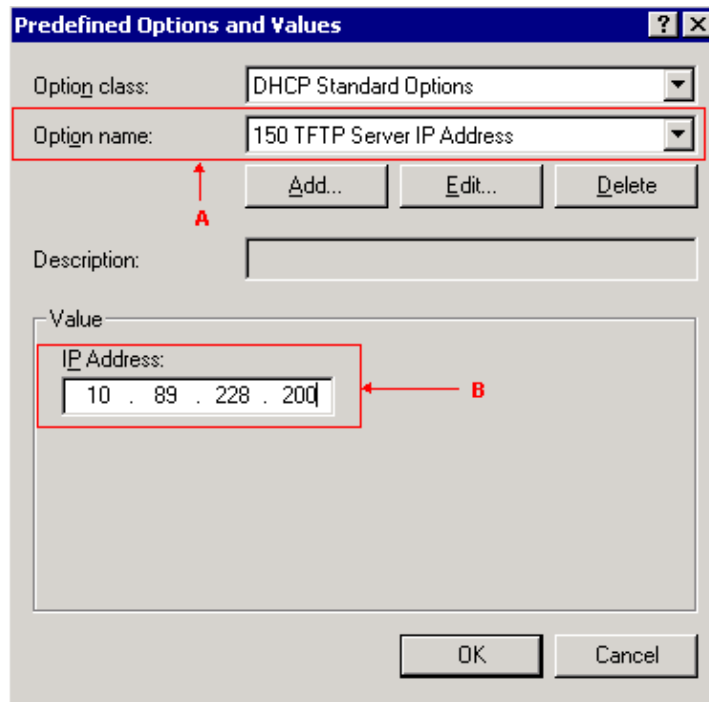 Predefined Options and Values
Option class: DHCP Standard Options
Option name: 150 TFTP Server IP Address
A
Add... Edit... Delete
Description:
Value
IP Address:
10 . 89 . 228 . 200
B
OK Cancel